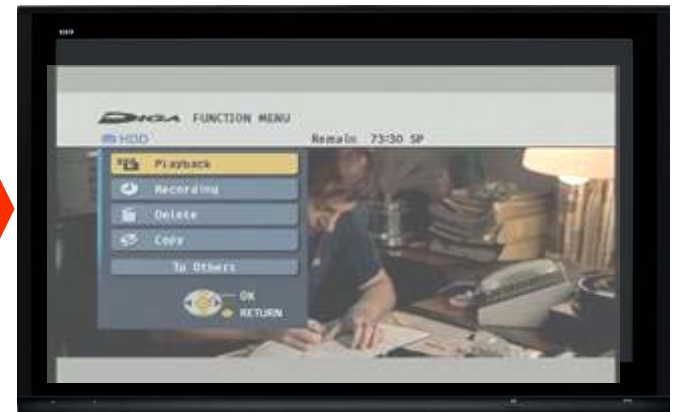 DIGA FUNCTION MENU
HDD Remain 73:30 SP
Playback
Recording
Delete
Copy
To Others
OK
RETURN